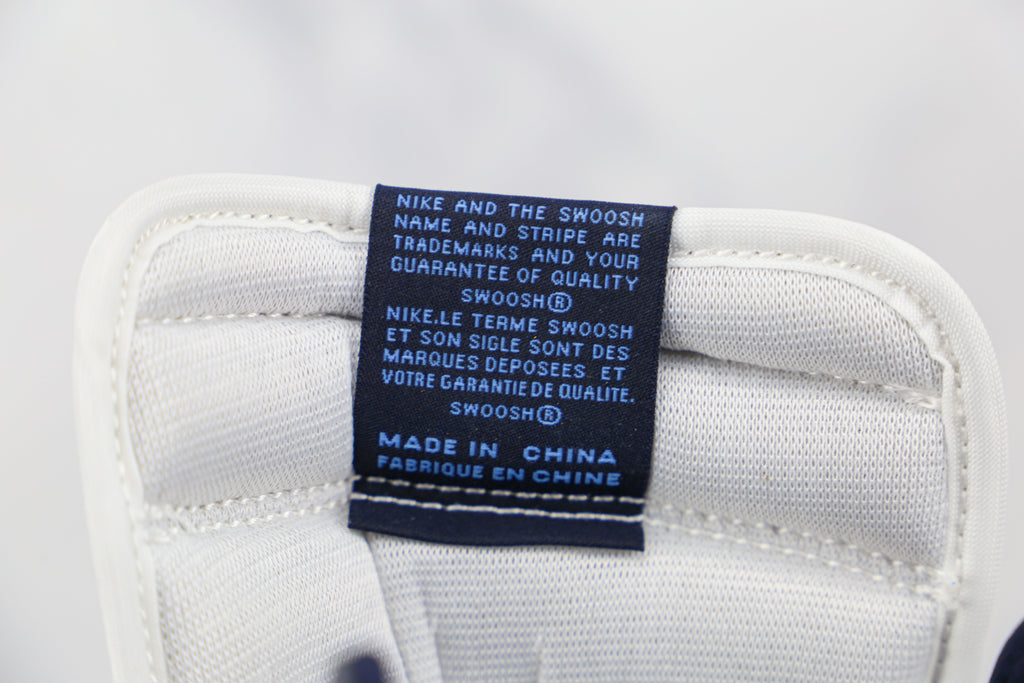 NIKE AND THE SWOOSH
NAME AND STRIPE ARE
TRADEMARKS AND YOUR
GUARANTEE OF QUALITY
SWOOSH®
NIKE.LE TERME SWOOSH
ET SON SIGLE SONT DES
MARQUES DEPOSEES ET
VOTRE GARANTIE DE QUALITE.
SWOOSH®
MADE IN CHINA
FABRIQUE EN CHINE